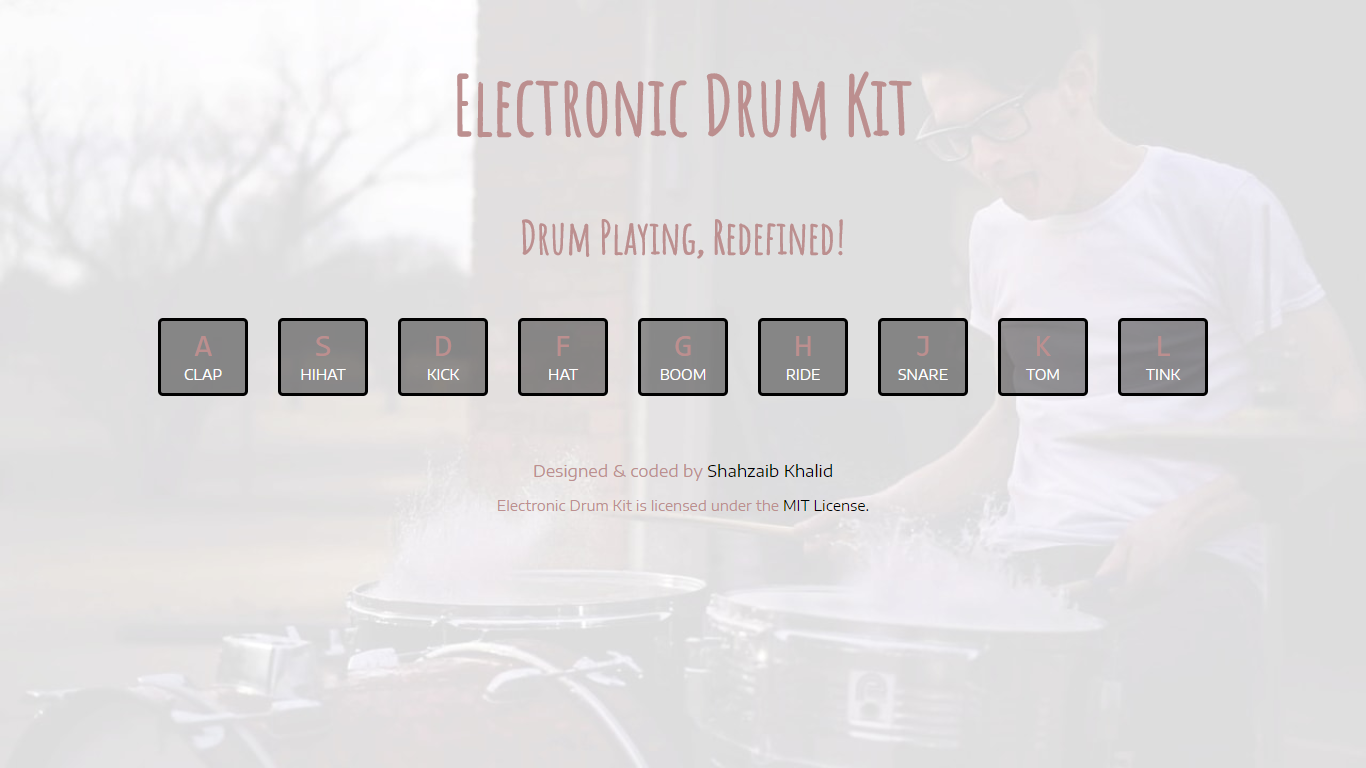 Electronic Drum Kit
Drum Playing, Redefined!
A S D F G H J K L
CLAP HIHAT KICK HAT BOOM RIDE SNARE TOM TINK
Designed & coded by Shahzaib Khalid
Electronic Drum Kit is licensed under the MIT License.